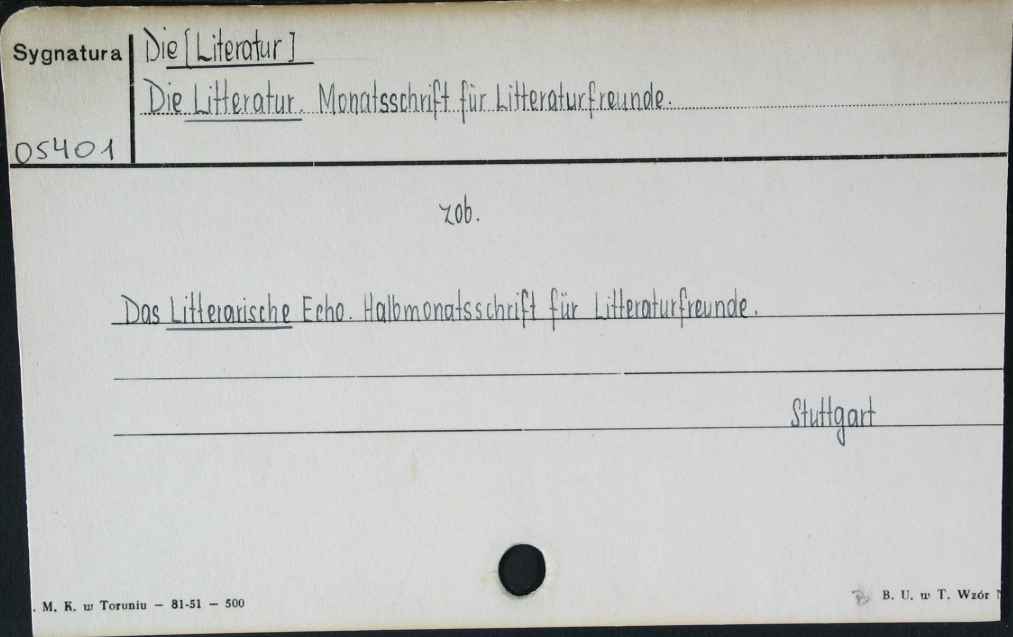 Sygnatura
Die [Literatur]
Die Litteratur. Monatsschrift für Litteraturfreunde.
05401
zob.
Das Litterarische Echo. Halbmonatsschrift für Litteraturfreunde.
Stuttgart
. M. K. w Toruniu — 81-51 — 500
B. U. w T. Wzór